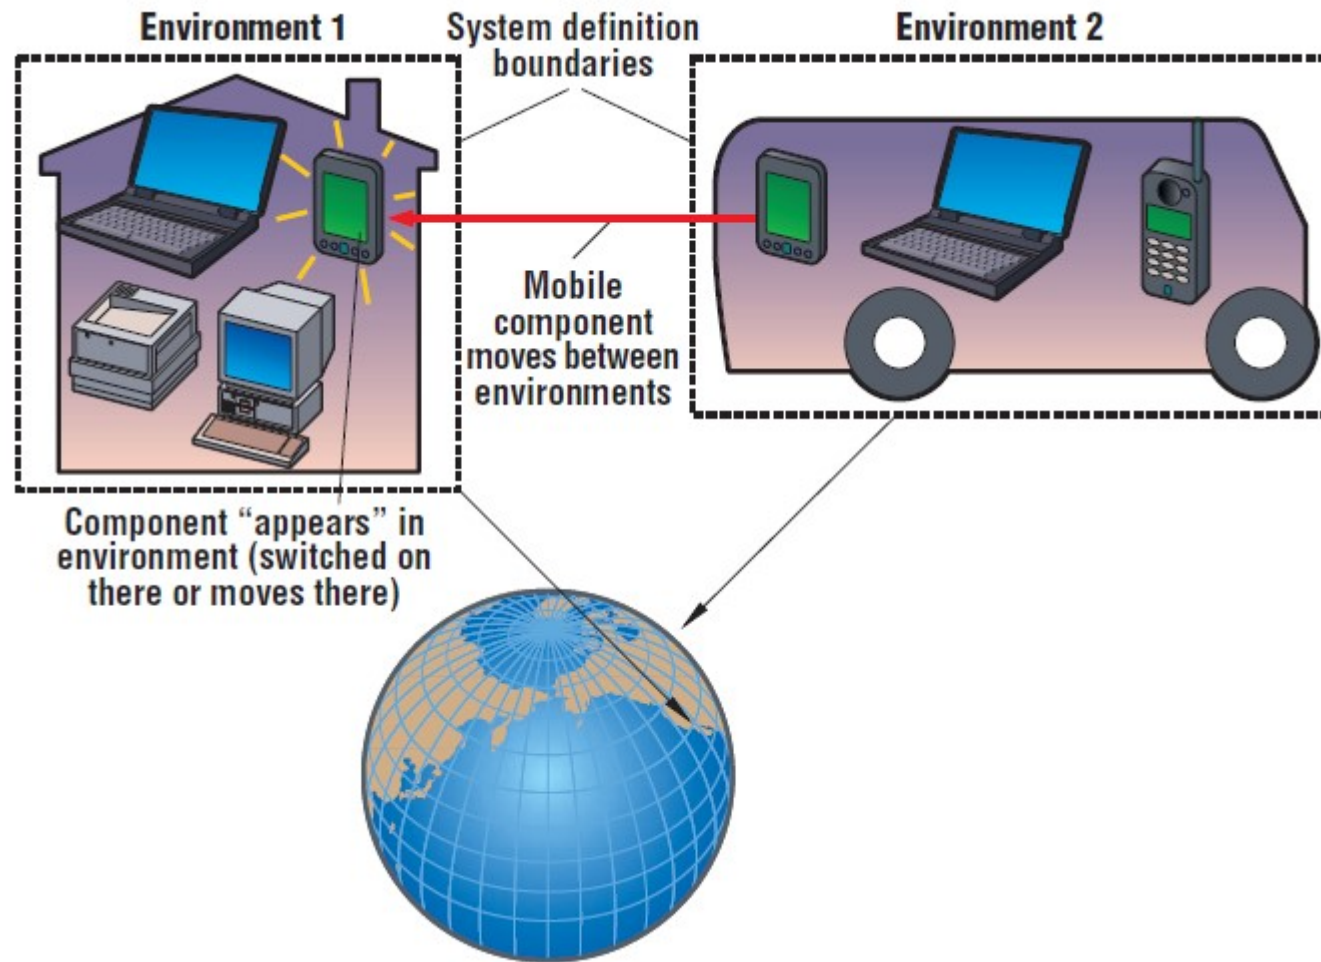 Environment 1
System definition
boundaries
Environment 2
Mobile
component
moves between
environments
Component “appears” in
environment (switched on
there or moves there)